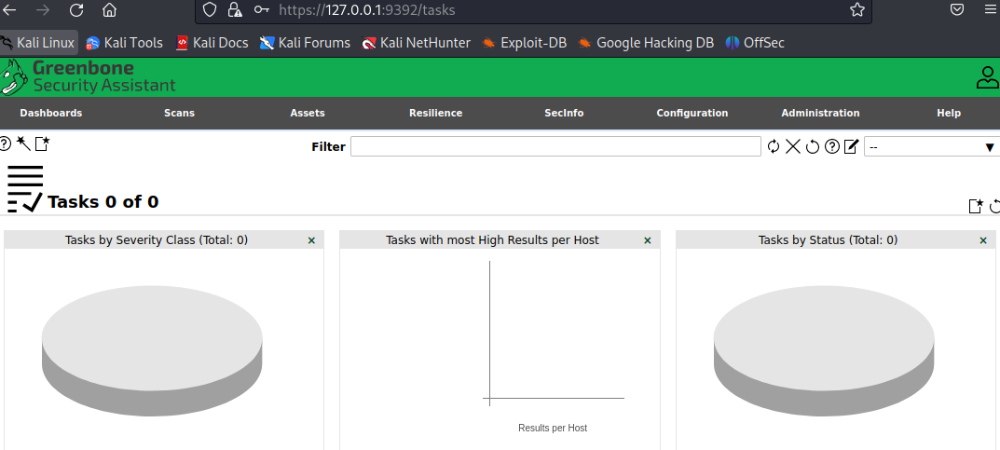 https://127.0.0.1:9392/tasks
Kali Linux Kali Tools Kali Docs Kali Forums Kali NetHunter Exploit-DB Google Hacking DB OffSec
Greenbone
Security Assistant
Dashboards Scans Assets Resilience SecInfo Configuration Administration Help
Filter --
Tasks 0 of 0
Tasks by Severity Class (Total: 0) × Tasks with most High Results per Host × Tasks by Status (Total: 0) ×
Results per Host